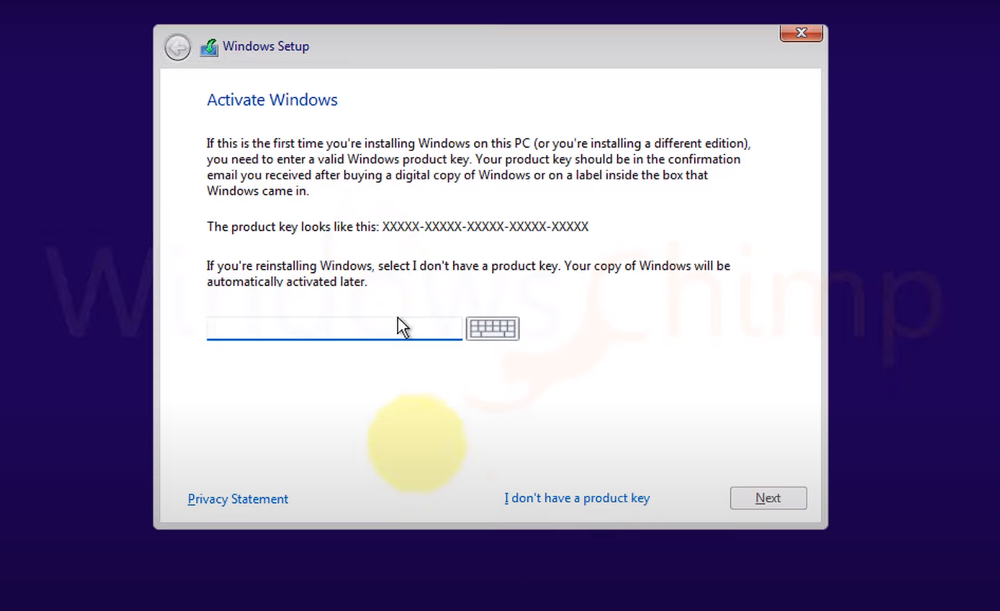 Windows Setup
Activate Windows
If this is the first time you're installing Windows on this PC (or you're installing a different edition),
you need to enter a valid Windows product key. Your product key should be in the confirmation
email you received after buying a digital copy of Windows or on a label inside the box that
Windows came in.
The product key looks like this: XXXXX-XXXXX-XXXXX-XXXXX-XXXXX
If you're reinstalling Windows, select I don't have a product key. Your copy of Windows will be
automatically activated later.
WindowsChimp
Privacy Statement
I don't have a product key
Next